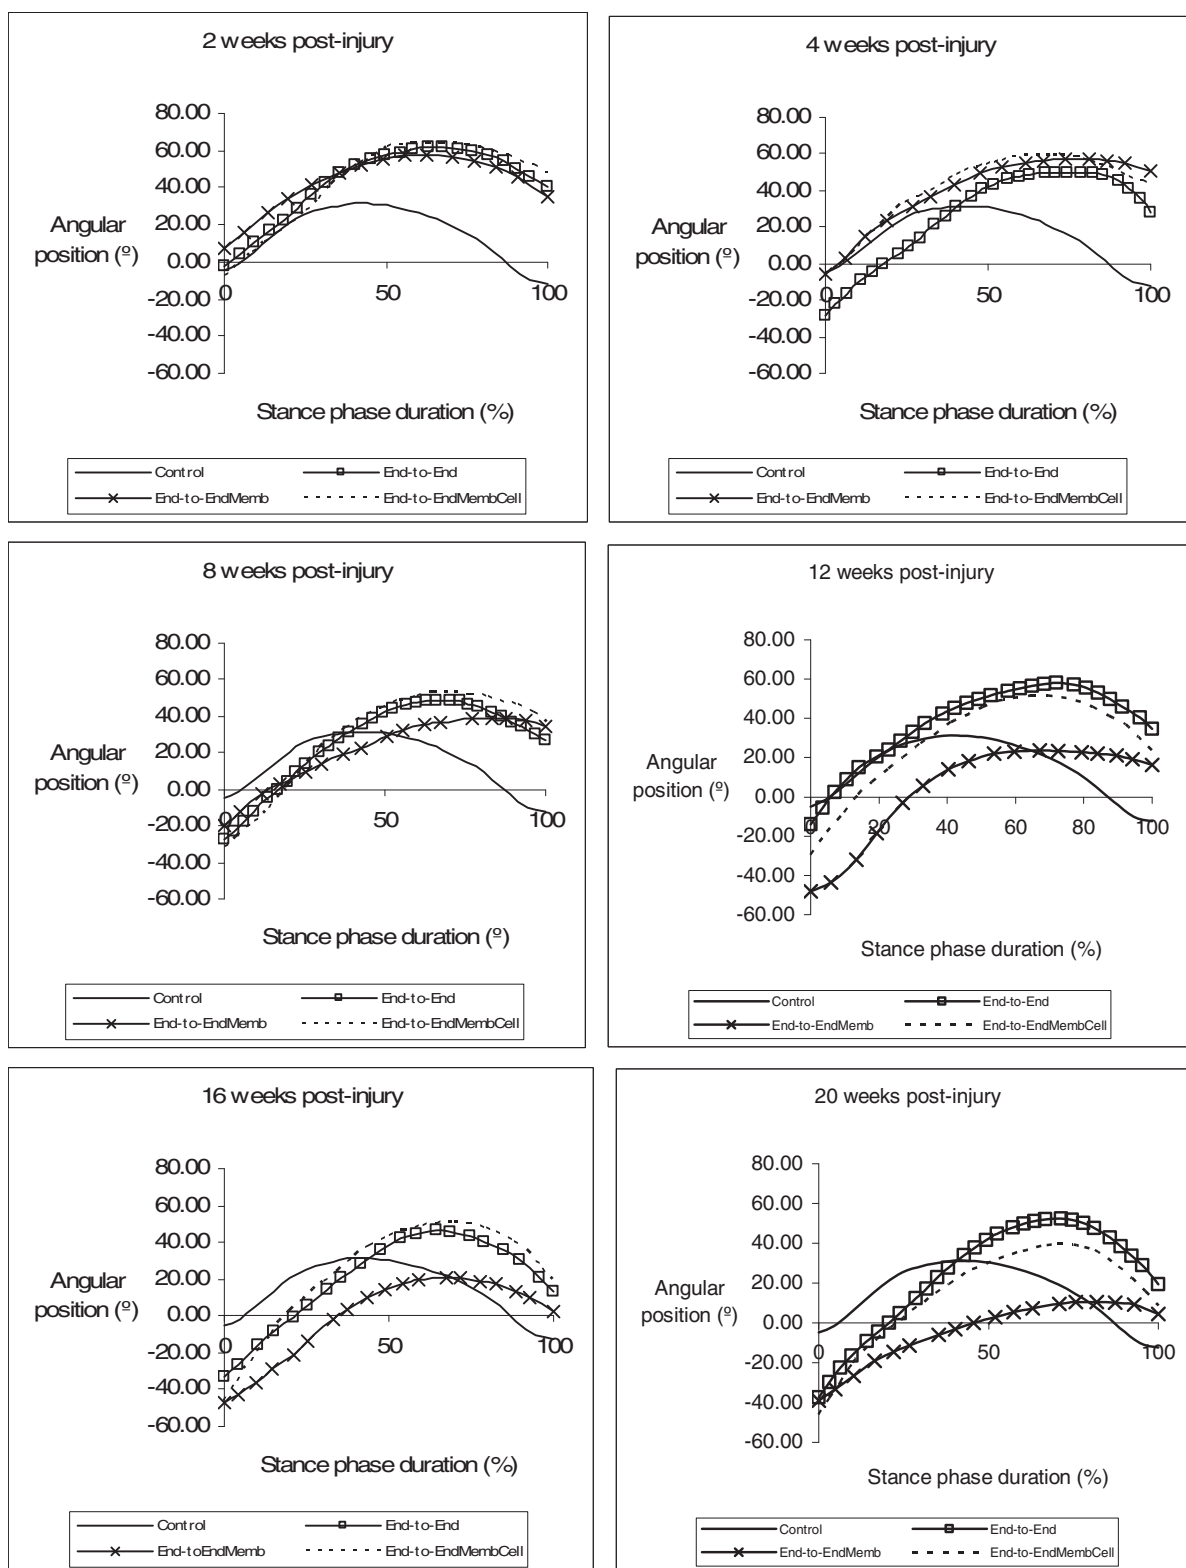 2 weeks post-injury
80.00
60.00
40.00
20.00
0.00
-20.00
-40.00
-60.00
Angular
position (º)
0
50
100
Stance phase duration (%)
Control
End-to-End
End-to-EndMemb
End-to-EndMembCell
4 weeks post-injury
80.00
60.00
40.00
20.00
0.00
-20.00
-40.00
-60.00
Angular
position (º)
0
50
100
Stance phase duration (%)
Control
End-to-End
End-to-EndMemb
End-to-EndMembCell
8 weeks post-injury
80.00
60.00
40.00
20.00
0.00
-20.00
-40.00
-60.00
Angular
position (º)
0
50
100
Stance phase duration (º)
Control
End-to-End
End-to-EndMemb
End-to-EndMembCell
12 weeks post-injury
80.00
60.00
40.00
20.00
0.00
-20.00
-40.00
-60.00
Angular
position (º)
0
20
40
60
80
100
Stance phase duration (%)
Control
End-to-End
End-to-EndMemb
End-to-EndMembCell
16 weeks post-injury
80.00
60.00
40.00
20.00
0.00
-20.00
-40.00
-60.00
Angular
position (º)
0
50
100
Stance phase duration (%)
Control
End-to-End
End-toEndMemb
End-to-EndMembCell
20 weeks post-injury
80.00
60.00
40.00
20.00
0.00
-20.00
-40.00
-60.00
Angular
position (º)
0
50
100
Stance phase duration (%)
Control
End-to-End
End-to-EndMemb
End-to-EndMembCell